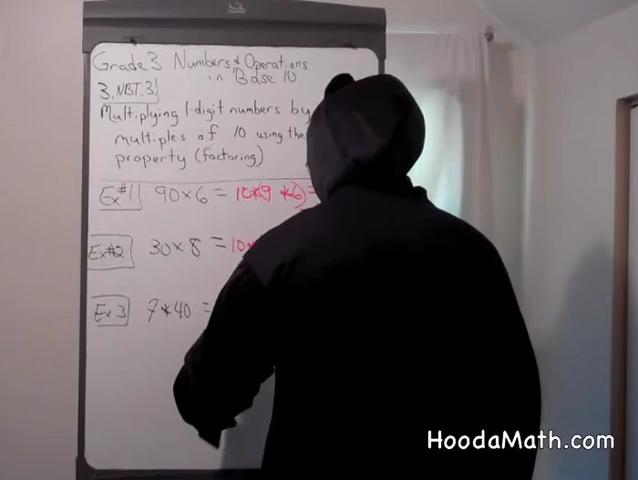 Grade 3 Numbers & Operations
in Base 10
3.NBT.3
Multiplying 1-digit numbers by
multiples of 10 using the
property (factoring)
Ex#1 90×6 = 10*9 *6) =
Ex#2 30×8 = 10*
Ex 3 7*40 =
HoodaMath.com